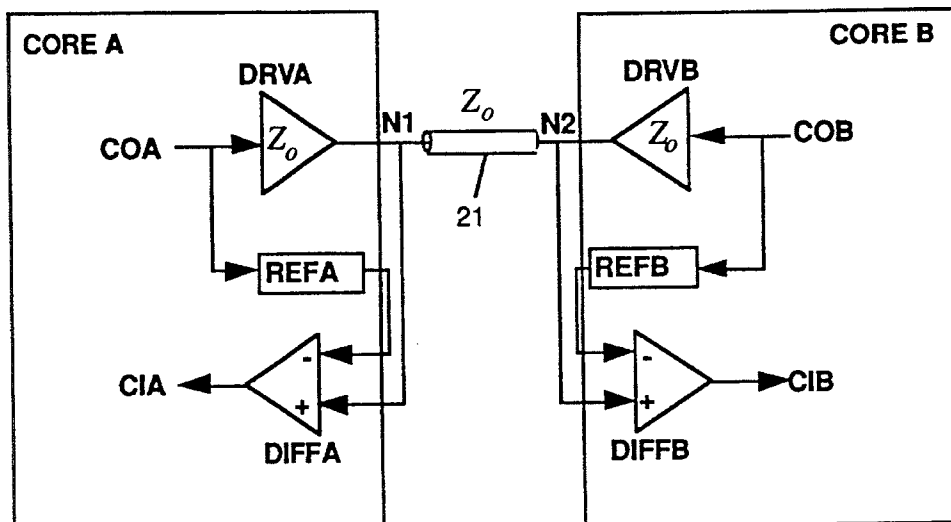 CORE A
CORE B
DRVA
DRVB
Zo
N1
N2
COA
Zo
Zo
COB
21
REFA
REFB
-
-
CIA
CIB
+
+
DIFFA
DIFFB